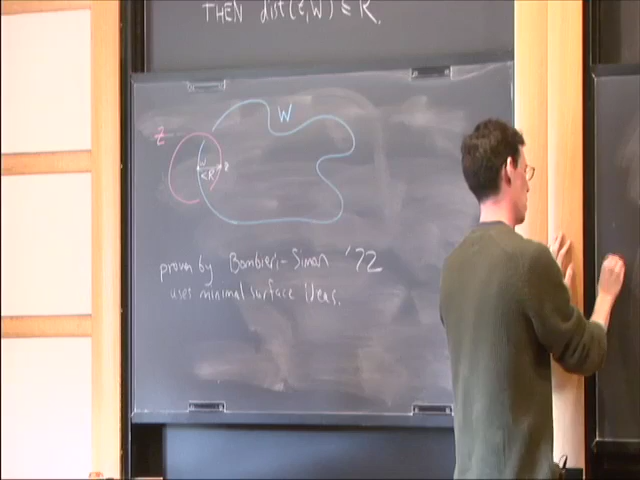 THEN dist(z,W) ≤ R.
W
Z
≤R
proven by Bombieri-Simon '72
uses minimal surface ideas.